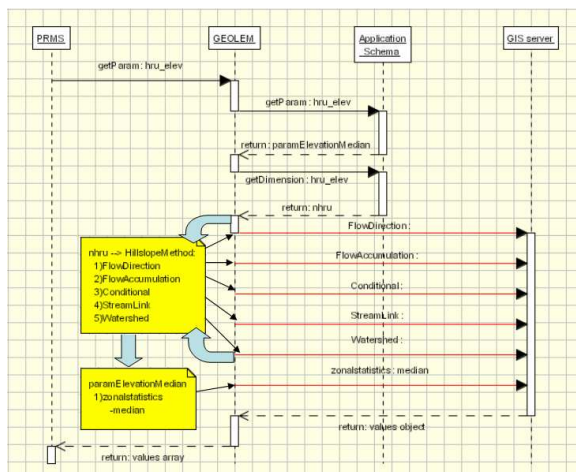 PRMS
GEOLEM
Application
Schema
GIS server
getParam: hru_elev
getParam: hru_elev
return: paramElevationMedian
getDimension: hru_elev
return: nhru
FlowDirection:
nhru --> HillslopeMethod:
1)FlowDirection
2)FlowAccumulation
3)Conditional
4)StreamLink
5)Watershed
FlowAccumulation :
Conditional :
StreamLink :
Watershed :
zonalstatistics : median
paramElevationMedian
1)zonalstatistics
-median
return: values object
return: values array